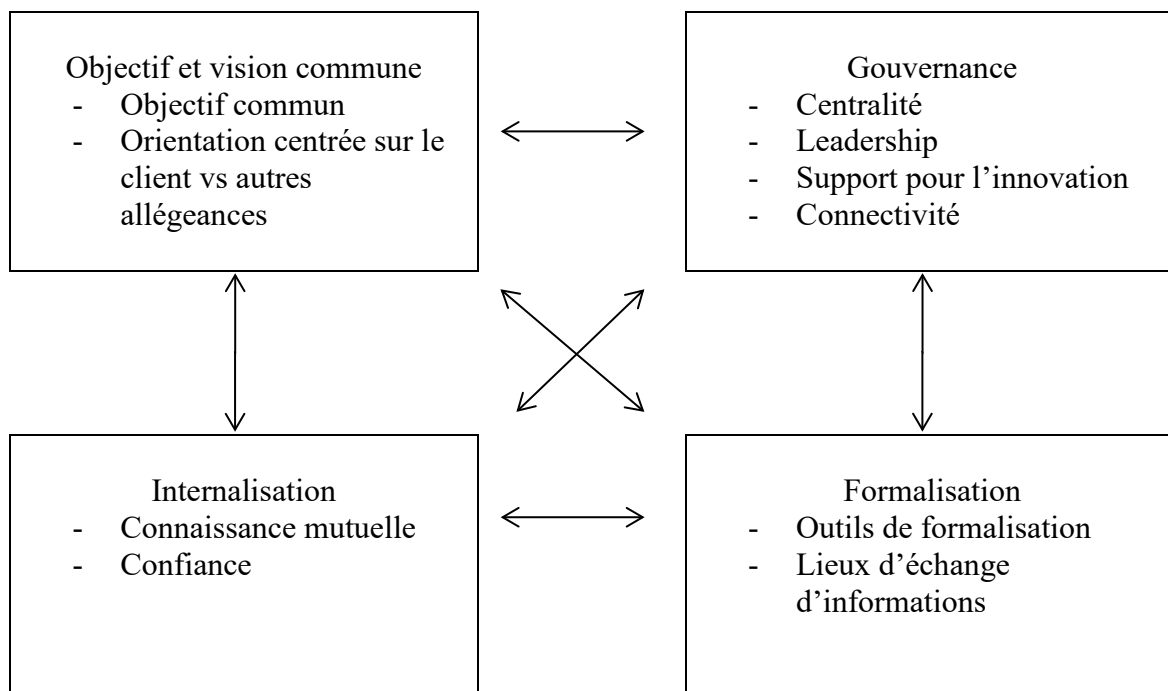 Objectif et vision commune
- Objectif commun
- Orientation centrée sur le
client vs autres
allégeances
Gouvernance
- Centralité
- Leadership
- Support pour l’innovation
- Connectivité
Internalisation
- Connaissance mutuelle
- Confiance
Formalisation
- Outils de formalisation
- Lieux d’échange
d’informations